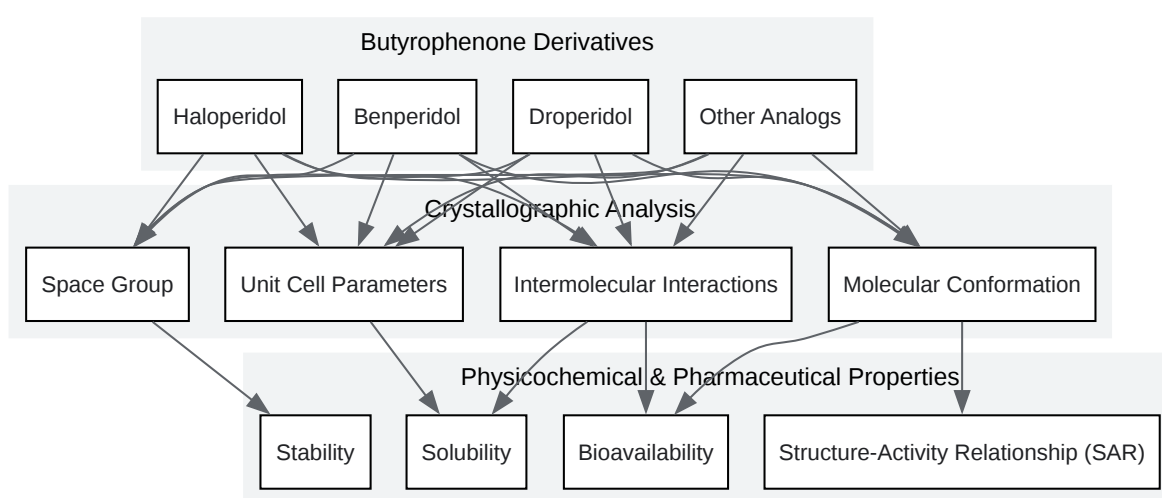 Butyrophenone Derivatives
Haloperidol
Benperidol
Droperidol
Other Analogs
Crystallographic Analysis
Space Group
Unit Cell Parameters
Intermolecular Interactions
Molecular Conformation
Physicochemical & Pharmaceutical Properties
Stability
Solubility
Bioavailability
Structure-Activity Relationship (SAR)